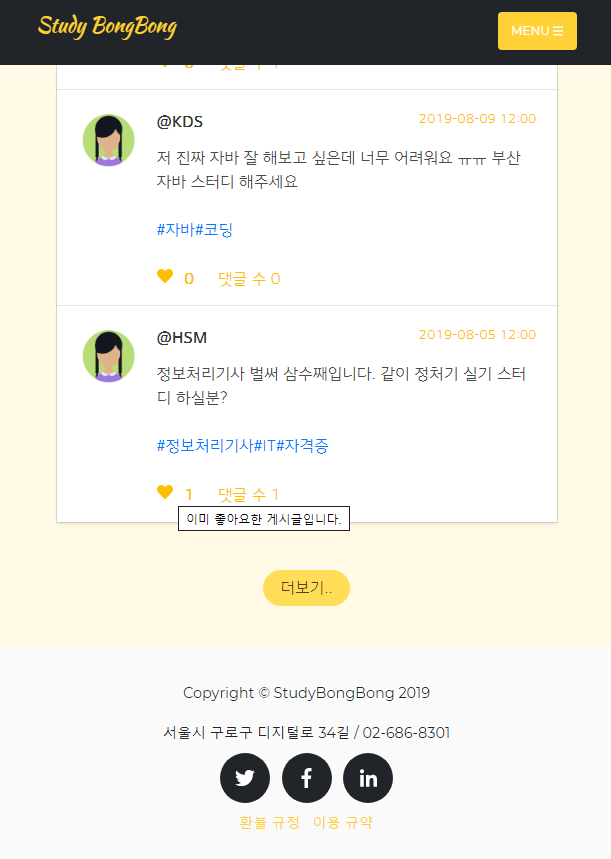 Study BongBong
MENU
@KDS
2019-08-09 12:00
저 진짜 자바 잘 해보고 싶은데 너무 어려워요 ㅠㅠ 부산
자바 스터디 해주세요
#자바#코딩
0 댓글 수 0
@HSM
2019-08-05 12:00
정보처리기사 벌써 삼수째입니다. 같이 정처기 실기 스터
디 하실분?
#정보처리기사#IT#자격증
1 댓글 수 1
이미 좋아요한 게시글입니다.
더보기..
Copyright © StudyBongBong 2019
서울시 구로구 디지털로 34길 / 02-686-8301
환뷸 규정 이용 규약